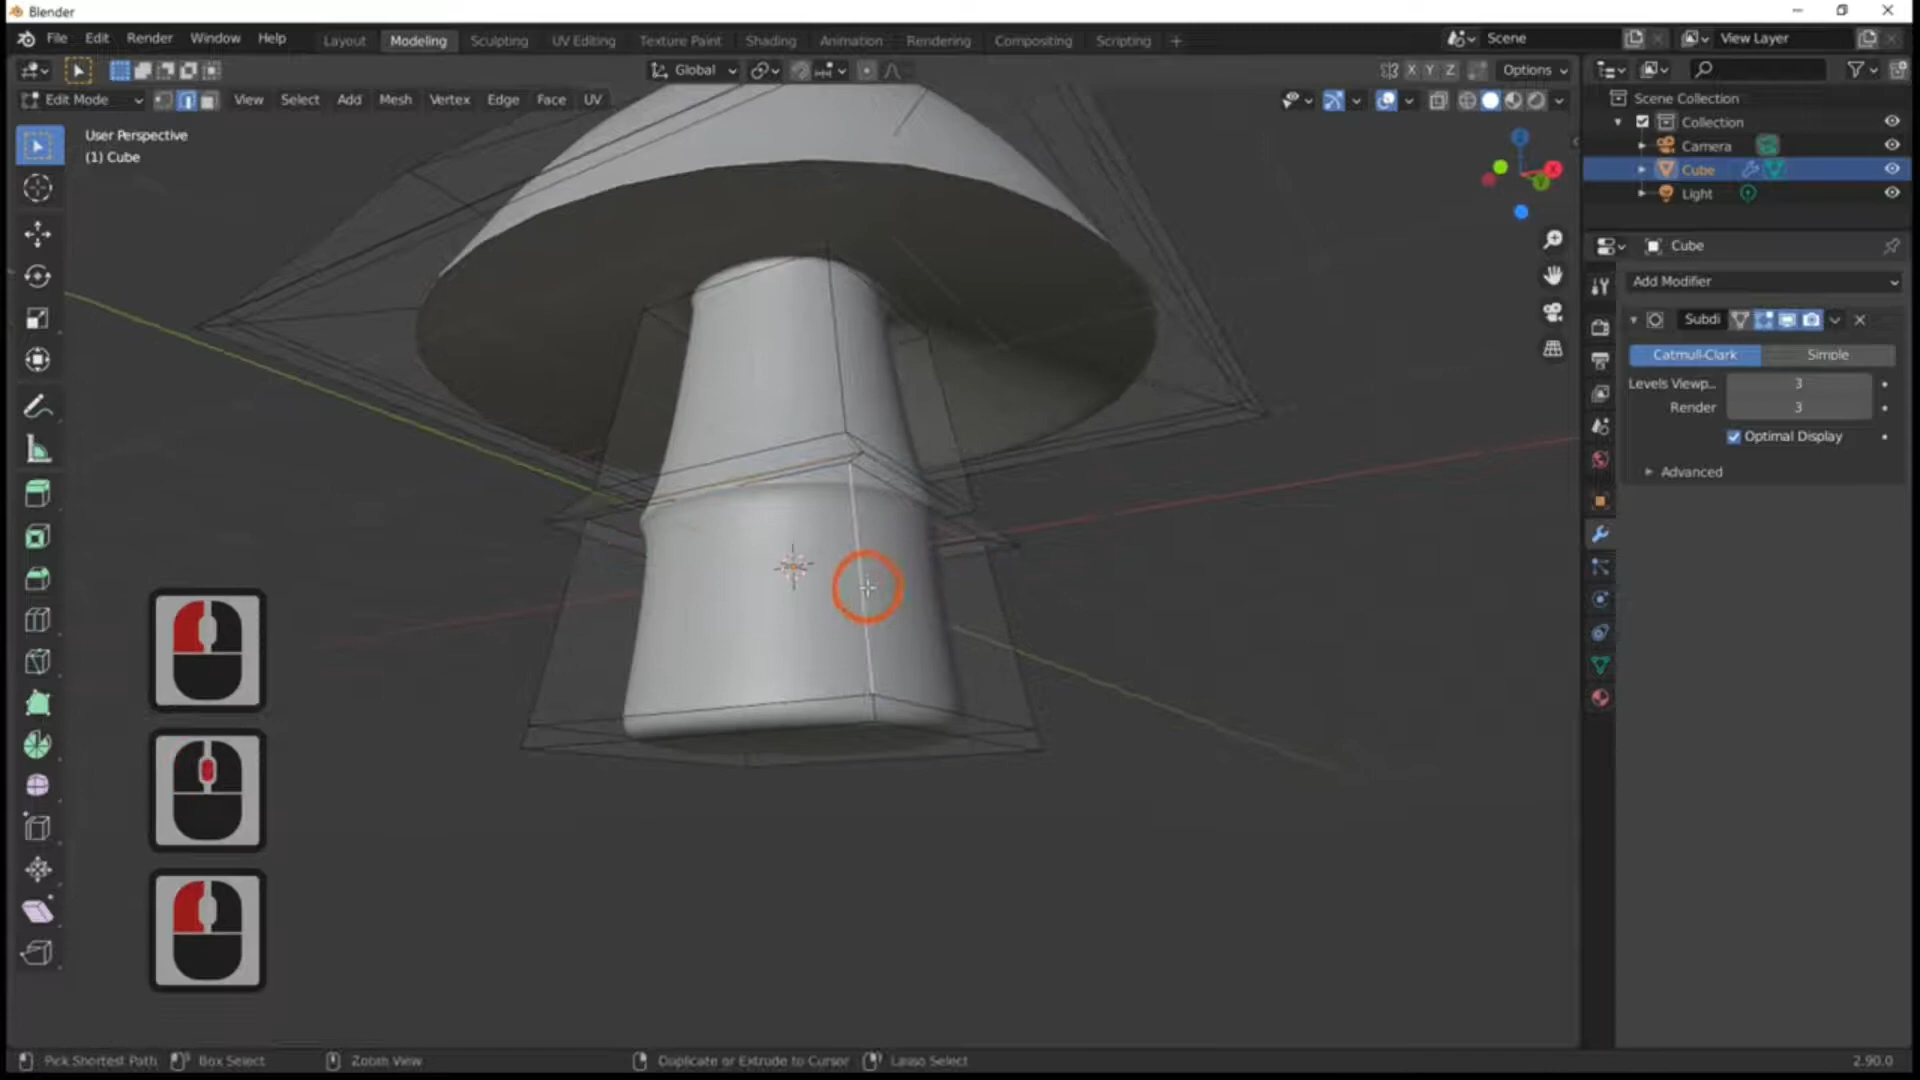 Blender
File Edit Render Window Help
Layout Modeling Sculpting UV Editing Texture Paint Shading Animation Rendering Compositing Scripting +
Scene
View Layer
Global
X Y Z
Options
Edit Mode
View Select Add Mesh Vertex Edge Face UV
User Perspective
(1) Cube
Scene Collection
Collection
Camera
Cube
Light
Cube
Add Modifier
Subdi
Catmull-Clark Simple
Levels Viewp... 3
Render 3
Optimal Display
Advanced
Pick Shortest Path Box Select Zoom View Duplicate or Extrude to Cursor Lasso Select 2.90.0